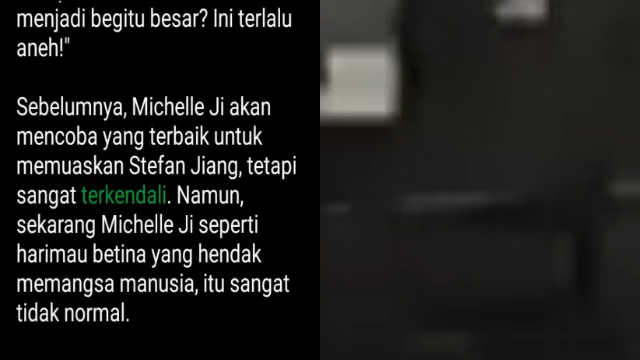 menjadi begitu besar? Ini terlalu
aneh!"
Sebelumnya, Michelle Ji akan
mencoba yang terbaik untuk
memuaskan Stefan Jiang, tetapi
sangat terkendali. Namun,
sekarang Michelle Ji seperti
harimau betina yang hendak
memangsa manusia, itu sangat
tidak normal.